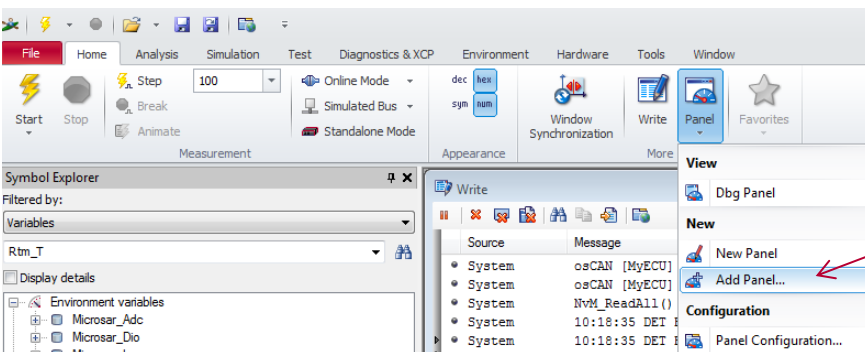 File Home Analysis Simulation Test Diagnostics & XCP Environment Hardware Tools Window
Step 100 Online Mode dec hex
Break Simulated Bus sym num
Animate Standalone Mode
Start Stop Window Synchronization Write Panel Favorites
Measurement Appearance More
Symbol Explorer
Filtered by:
Variables
Rtm_T
Display details
Environment variables
Microsar_Adc
Microsar_Dio
Write
Source Message
System osCAN [MyECU]
System osCAN [MyECU]
System NvM_ReadAll()
System 10:18:35 DET
System 10:18:35 DET
View
Dbg Panel
New
New Panel
Add Panel...
Configuration
Panel Configuration...